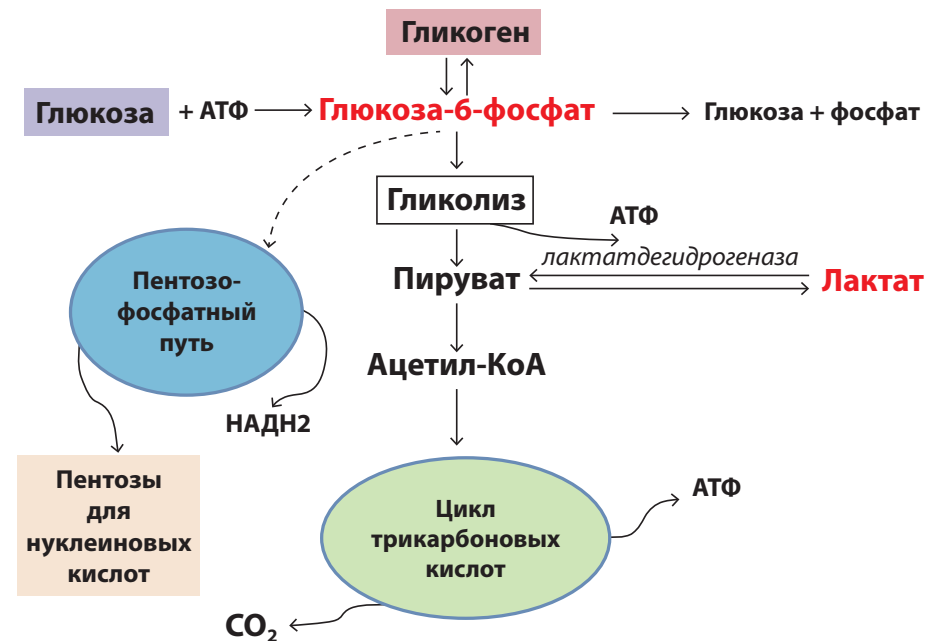 Гликоген
Глюкоза + АТФ
Глюкоза-6-фосфат
Глюкоза + фосфат
Гликолиз
АТФ
лактатдегидрогеназа
Пируват
Лактат
Пентозо-
фосфатный
путь
Ацетил-КоА
НАДН2
Пентозы
для
нуклеиновых
кислот
Цикл
трикарбоновых
кислот
АТФ
CO₂